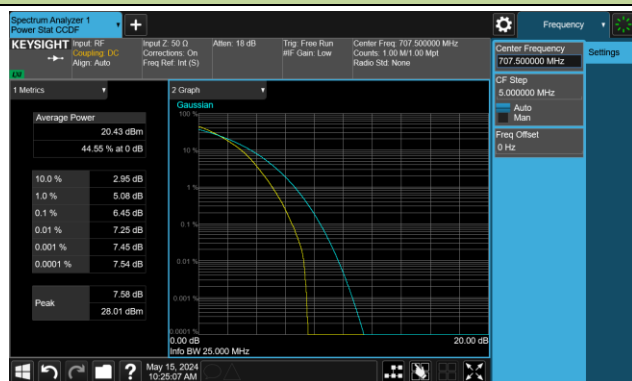 Spectrum Analyzer 1
Power Stat CCDF
Frequency
KEYSIGHT
Input: RF
Coupling: DC
Align: Auto
Input Z: 50 Ω
Corrections: On
Freq Ref: Int (S)
Atten: 18 dB
Trig: Free Run
#IF Gain: Low
Center Freq: 707.500000 MHz
Counts: 1.00 M/1.00 Mpt
Radio Std: None
Center Frequency
707.500000 MHz
Settings
CF Step
5.000000 MHz
Auto
Man
Freq Offset
0 Hz
1 Metrics
Average Power
20.43 dBm
44.55 % at 0 dB
10.0 % 2.95 dB
1.0 % 5.08 dB
0.1 % 6.45 dB
0.01 % 7.25 dB
0.001 % 7.45 dB
0.0001 % 7.54 dB
Peak
7.58 dB
28.01 dBm
2 Graph
Gaussian
100 %
10 %
1 %
0.1 %
0.01 %
0.001 %
0.0001 %
0.00 dB
20.00 dB
Info BW 25.000 MHz
May 15, 2024
10:25:07 AM